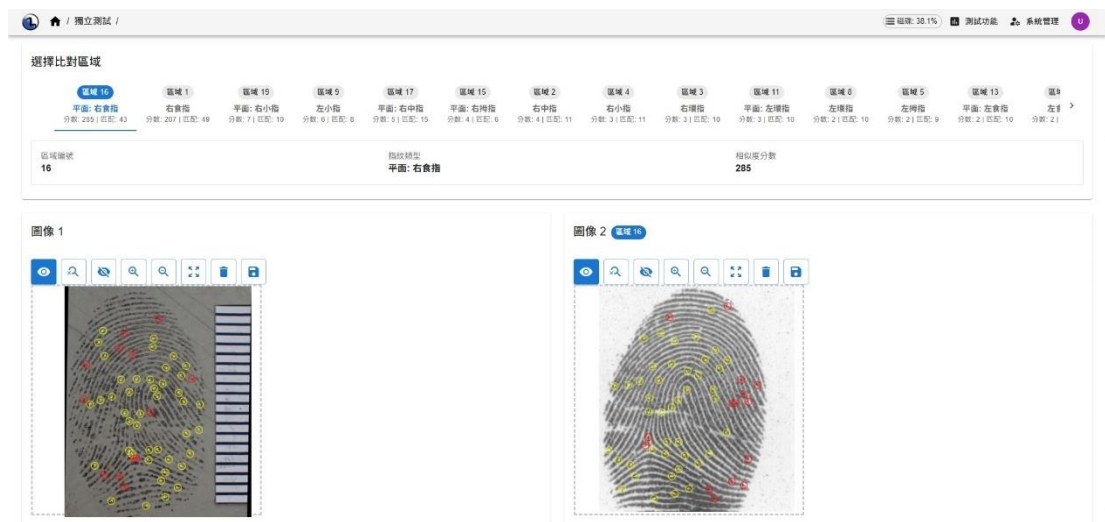 / 獨立測試 /
磁碟: 38.1%
測試功能
系統管理
U
選擇比對區域
區域 16
平面: 右食指
分數: 285 | 匹配: 43
區域 1
右食指
分數: 207 | 匹配: 49
區域 19
平面: 右小指
分數: 7 | 匹配: 10
區域 9
左小指
分數: 6 | 匹配: 8
區域 17
平面: 右中指
分數: 5 | 匹配: 15
區域 15
平面: 右拇指
分數: 4 | 匹配: 6
區域 2
右中指
分數: 4 | 匹配: 11
區域 4
右小指
分數: 3 | 匹配: 11
區域 3
右環指
分數: 3 | 匹配: 10
區域 11
平面: 左環指
分數: 3 | 匹配: 10
區域 8
左環指
分數: 2 | 匹配: 10
區域 5
左拇指
分數: 2 | 匹配: 9
區域 13
平面: 左食指
分數: 2 | 匹配: 10
分數: 2 |
區域編號
16
指紋類型
平面: 右食指
相似度分數
285
圖像 1
圖像 2 區域 16